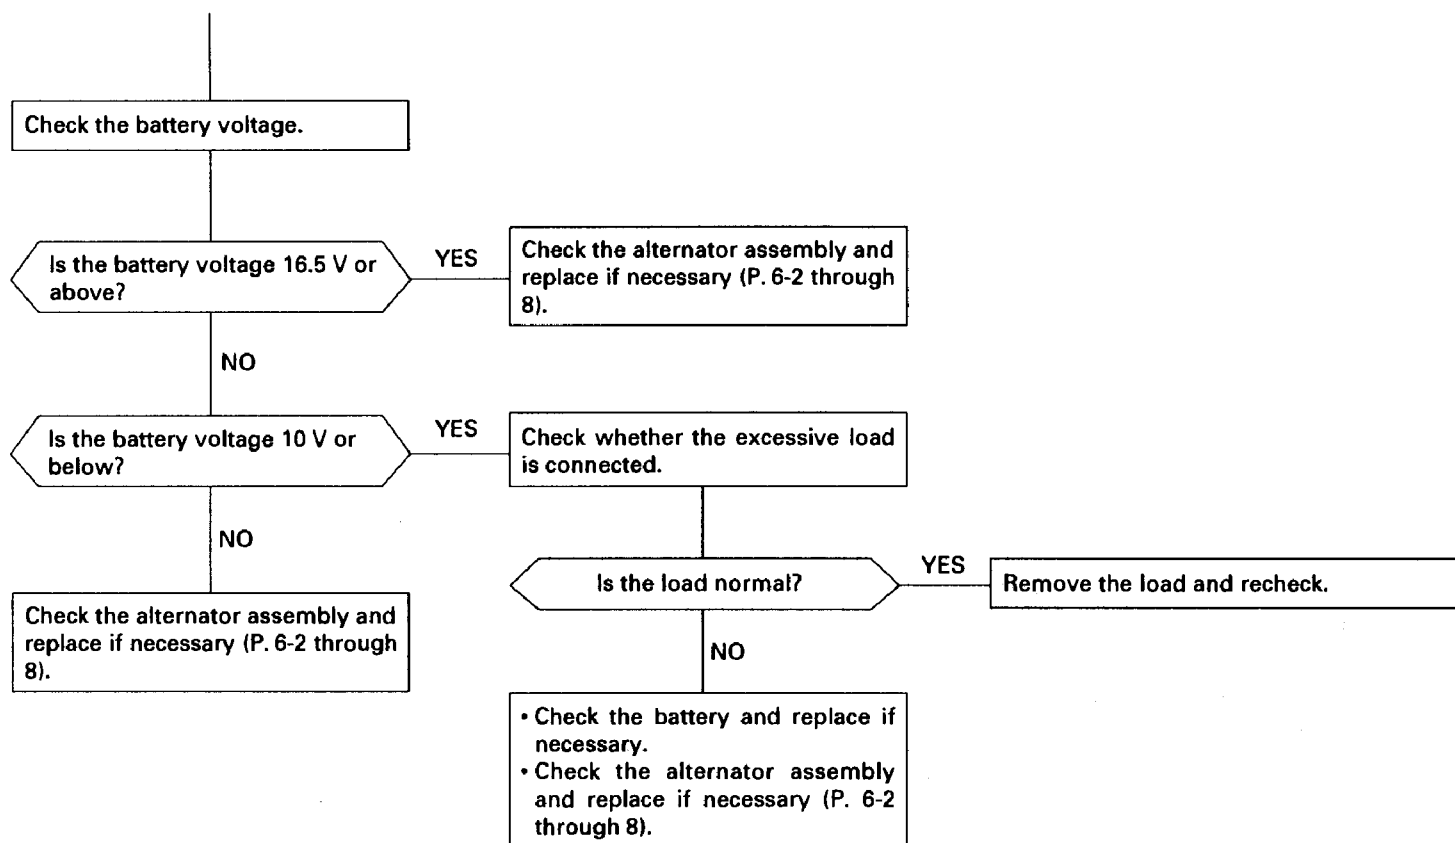 Check the battery voltage.
Is the battery voltage 16.5 V or
above?
YES
Check the alternator assembly and
replace if necessary (P. 6-2 through
8).
NO
Is the battery voltage 10 V or
below?
YES
Check whether the excessive load
is connected.
NO
Is the load normal?
YES
Remove the load and recheck.
Check the alternator assembly and
replace if necessary (P. 6-2 through
8).
NO
• Check the battery and replace if
necessary.
• Check the alternator assembly
and replace if necessary (P. 6-2
through 8).